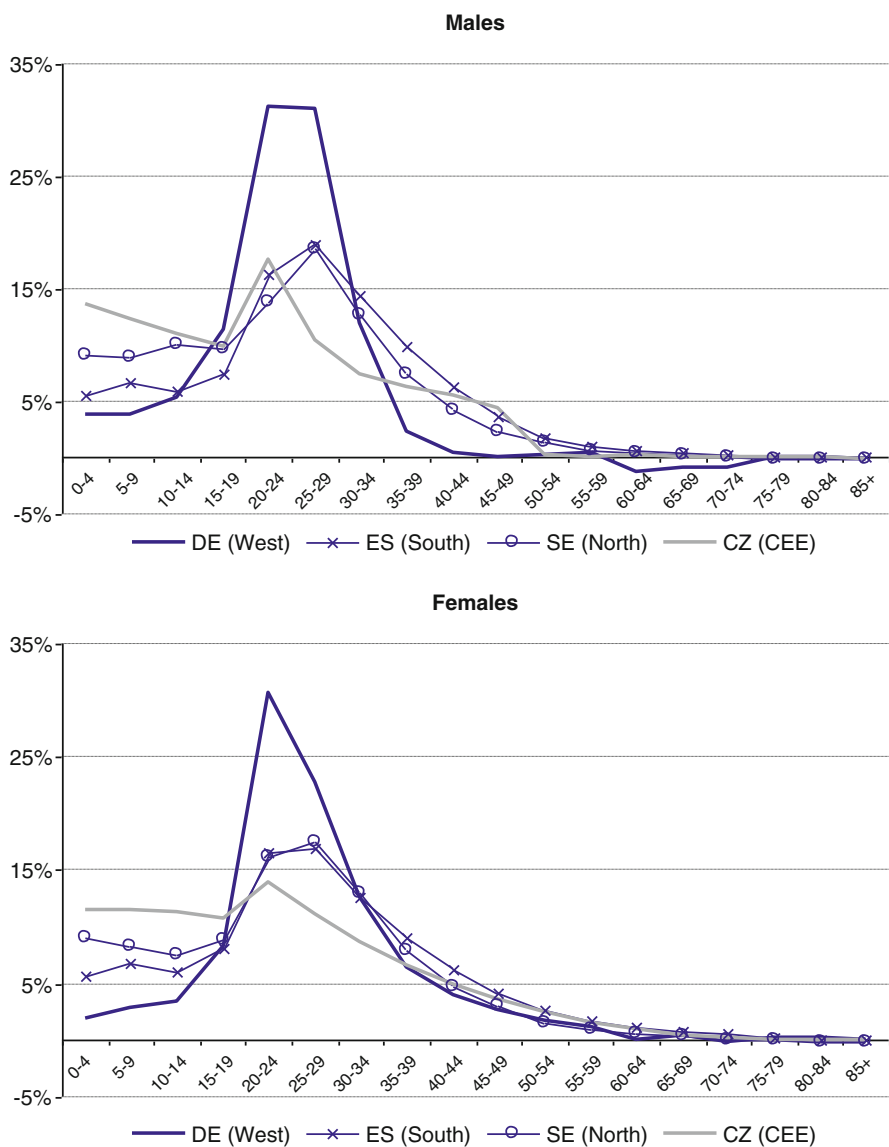 Males
35%
25%
15%
5%
-5%
0-4 5-9 10-14 15-19 20-24 25-29 30-34 35-39 40-44 45-49 50-54 55-59 60-64 65-69 70-74 75-79 80-84 85+
DE (West) ES (South) SE (North) CZ (CEE)
Females
35%
25%
15%
5%
-5%
0-4 5-9 10-14 15-19 20-24 25-29 30-34 35-39 40-44 45-49 50-54 55-59 60-64 65-69 70-74 75-79 80-84 85+
DE (West) ES (South) SE (North) CZ (CEE)